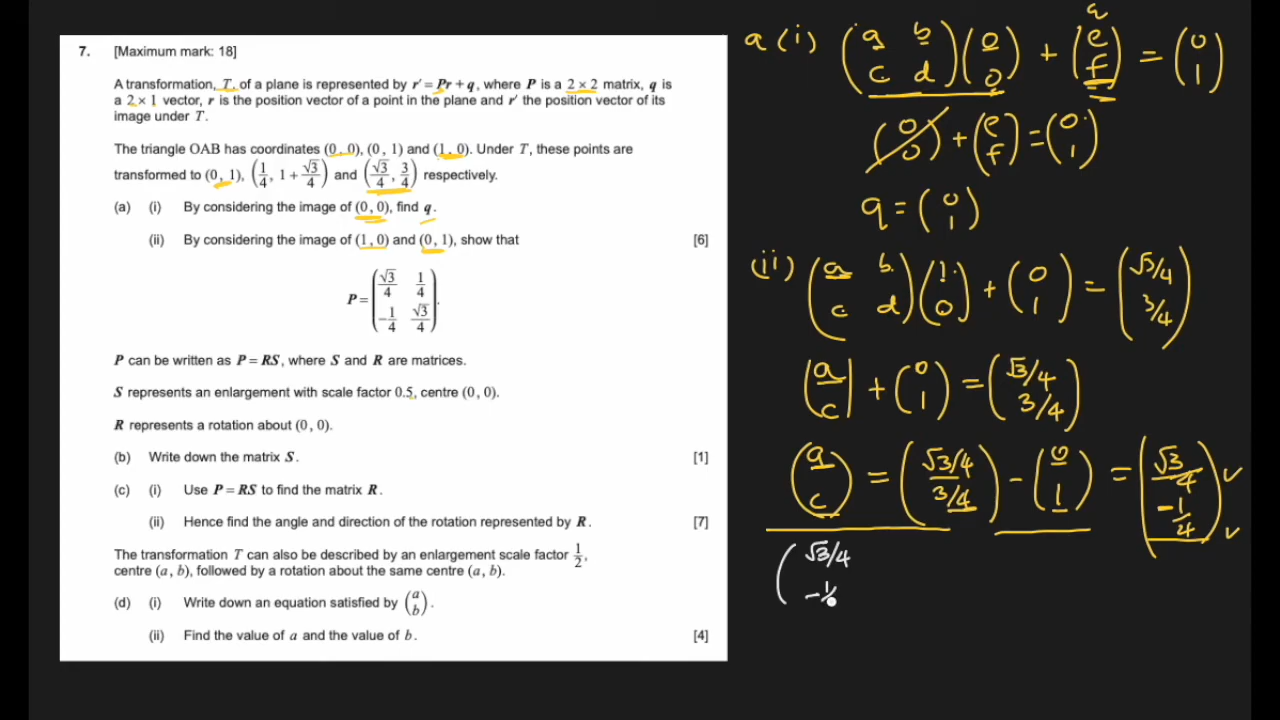 7. [Maximum mark: 18]
A transformation, T, of a plane is represented by r′ = Pr + q, where P is a 2 × 2 matrix, q is
a 2 × 1 vector, r is the position vector of a point in the plane and r′ the position vector of its
image under T.
The triangle OAB has coordinates (0, 0), (0, 1) and (1, 0). Under T, these points are
transformed to (0, 1), (1/4, 1 + √3/4) and (√3/4, 3/4) respectively.
(a) (i) By considering the image of (0, 0), find q.
(ii) By considering the image of (1, 0) and (0, 1), show that [6]
P = (√3/4 1/4
-1/4 √3/4).
P can be written as P = RS, where S and R are matrices.
S represents an enlargement with scale factor 0.5, centre (0, 0).
R represents a rotation about (0, 0).
(b) Write down the matrix S. [1]
(c) (i) Use P = RS to find the matrix R.
(ii) Hence find the angle and direction of the rotation represented by R. [7]
The transformation T can also be described by an enlargement scale factor 1/2,
centre (a, b), followed by a rotation about the same centre (a, b).
(d) (i) Write down an equation satisfied by (a b).
(ii) Find the value of a and the value of b. [4]
q
a (i) (a b) (0) + (e) = (0)
(c d) (0) (f) (1)
(0) + (e) = (0)
(0) (f) (1)
q = (0 1)
(ii) (a b) (1) + (0) = (√3/4)
(c d) (0) (1) (3/4)
(a) + (0) = (√3/4)
(c) (1) (3/4)
(a) = (√3/4) - (0) = (√3/4) ✓
(c) (3/4) (1) (-1/4) ✓
( √3/4
-1/